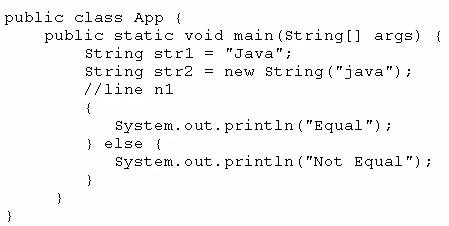 public class App {
    public static void main(String[] args) {
        String str1 = "Java";
        String str2 = new String("java");
        //line n1
        {
            System.out.println("Equal");
        } else {
            System.out.println("Not Equal");
        }
     }
}